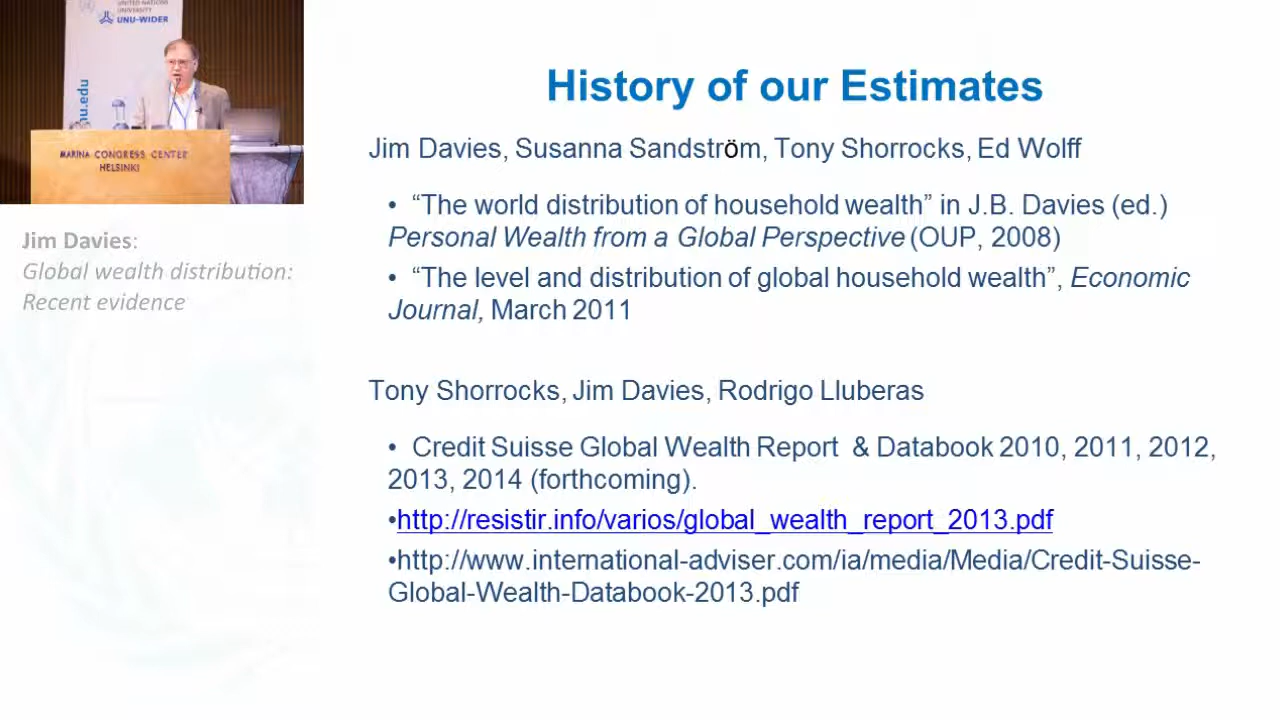 UNITED NATIONS
UNIVERSITY
UNU-WIDER
nu.edu
MARINA CONGRESS CENTER
HELSINKI
Jim Davies:
Global wealth distribution:
Recent evidence
History of our Estimates
Jim Davies, Susanna Sandström, Tony Shorrocks, Ed Wolff
• “The world distribution of household wealth” in J.B. Davies (ed.)
Personal Wealth from a Global Perspective (OUP, 2008)
• “The level and distribution of global household wealth”, Economic
Journal, March 2011
Tony Shorrocks, Jim Davies, Rodrigo Lluberas
• Credit Suisse Global Wealth Report & Databook 2010, 2011, 2012,
2013, 2014 (forthcoming).
•http://resistir.info/varios/global_wealth_report_2013.pdf
•http://www.international-adviser.com/ia/media/Media/Credit-Suisse-
Global-Wealth-Databook-2013.pdf